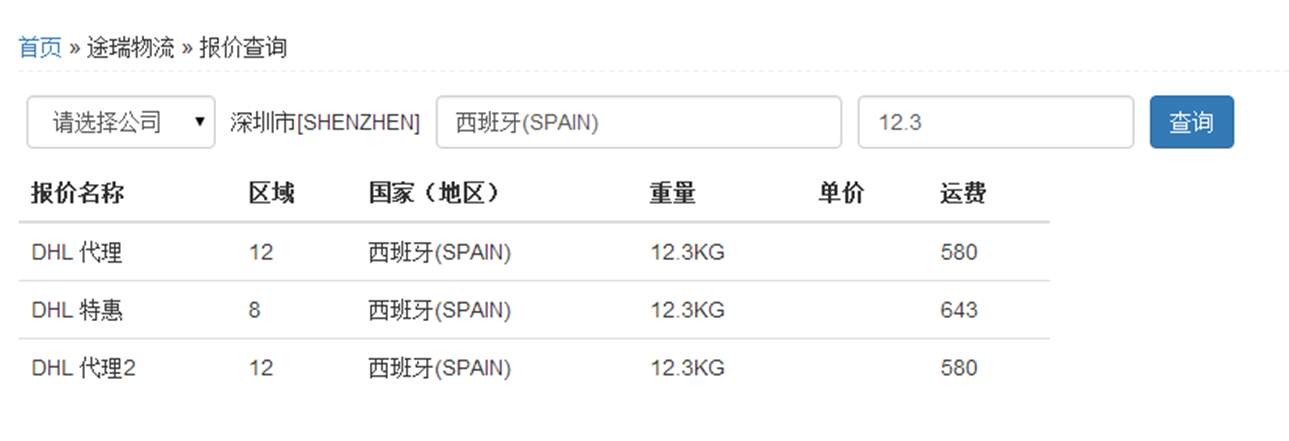 首页 » 途瑞物流 » 报价查询
请选择公司 ▼ 深圳市[SHENZHEN] 西班牙(SPAIN) 12.3 查询
报价名称 区域 国家（地区） 重量 单价 运费
DHL 代理 12 西班牙(SPAIN) 12.3KG 580
DHL 特惠 8 西班牙(SPAIN) 12.3KG 643
DHL 代理2 12 西班牙(SPAIN) 12.3KG 580